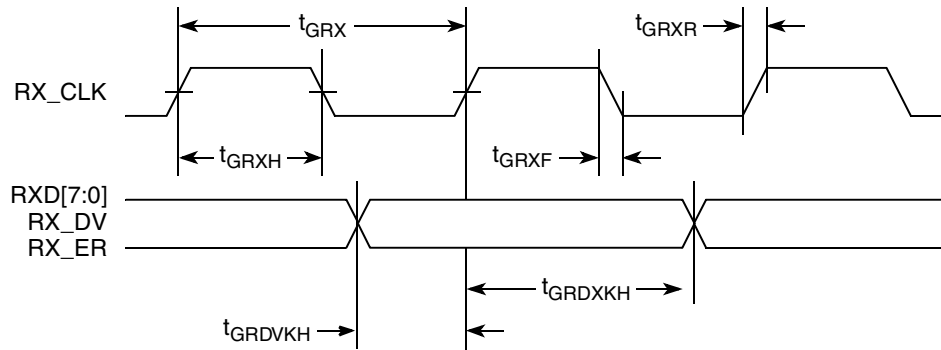 tGRX
tGRXR
RX_CLK
tGRXH
tGRXF
RXD[7:0]
RX_DV
RX_ER
tGRDXKH
tGRDVKH